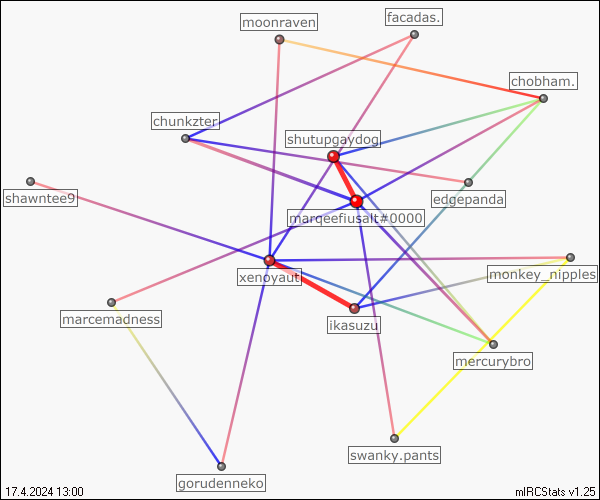 facadas.
moonraven
chobham.
chunkzter
shutupgaydog
shawntee9
edgepanda
marqeefiusalt#0000
xenoyaut
monkey_nipples
marcemadness
ikasuzu
mercurybro
swanky.pants
gorudenneko
17.4.2024 13:00
mIRCStats v1.25